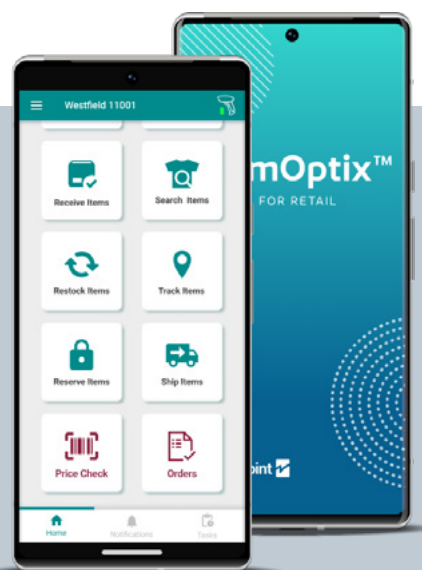 Westfield 11001
Receive Items
Search Items
Restock Items
Track Items
Reserve Items
Ship Items
Price Check
Orders
Home
Notifications
Tasks
mOptix™
FOR RETAIL
oint